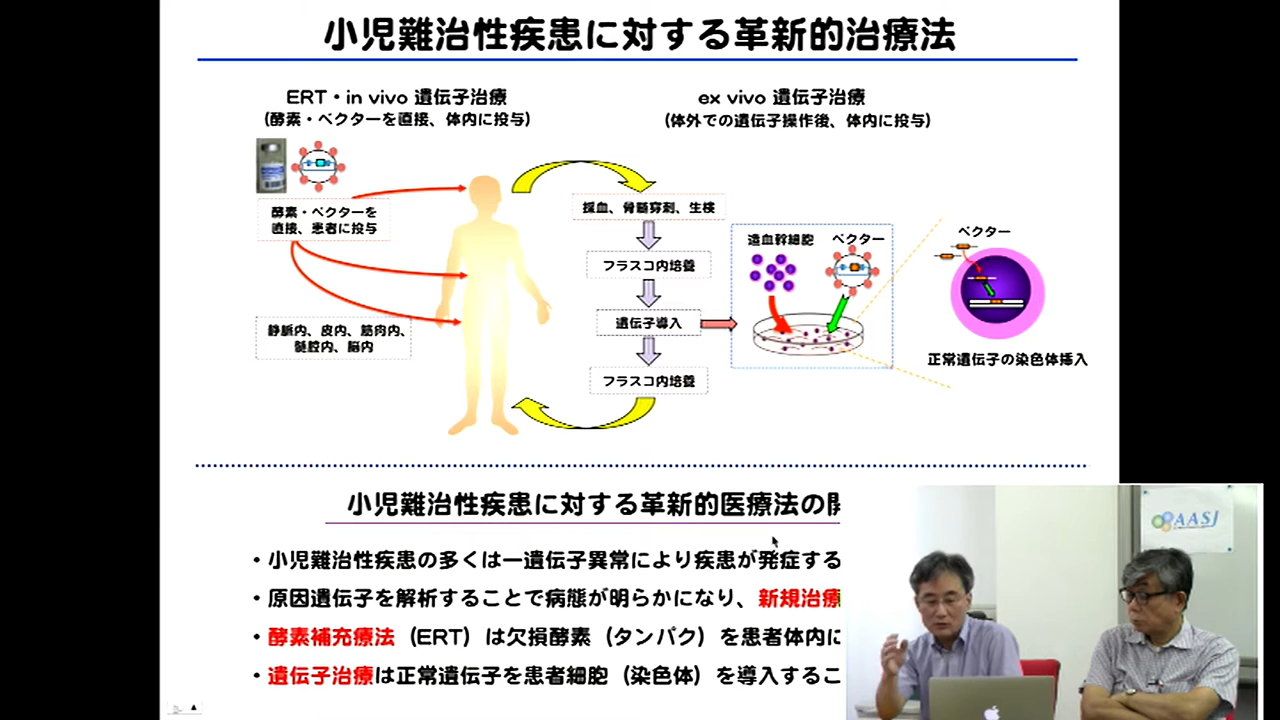 小児難治性疾患に対する革新的治療法
ERT・in vivo 遺伝子治療
(酵素・ベクターを直接、体内に投与)
ex vivo 遺伝子治療
(体外での遺伝子操作後、体内に投与)
酵素・ベクターを
直接、患者に投与
静脈内、皮内、筋肉内、
髄腔内、脳内
採血、骨髄穿刺、生検
フラスコ内培養
遺伝子導入
フラスコ内培養
造血幹細胞
ベクター
ベクター
正常遺伝子の染色体挿入
小児難治性疾患に対する革新的医療法の
・小児難治性疾患の多くは一遺伝子異常により疾患が発症する
・原因遺伝子を解析することで病態が明らかになり、新規治療
・酵素補充療法（ERT）は欠損酵素（タンパク）を患者体内に
・遺伝子治療は正常遺伝子を患者細胞（染色体）を導入するこ
AASJ